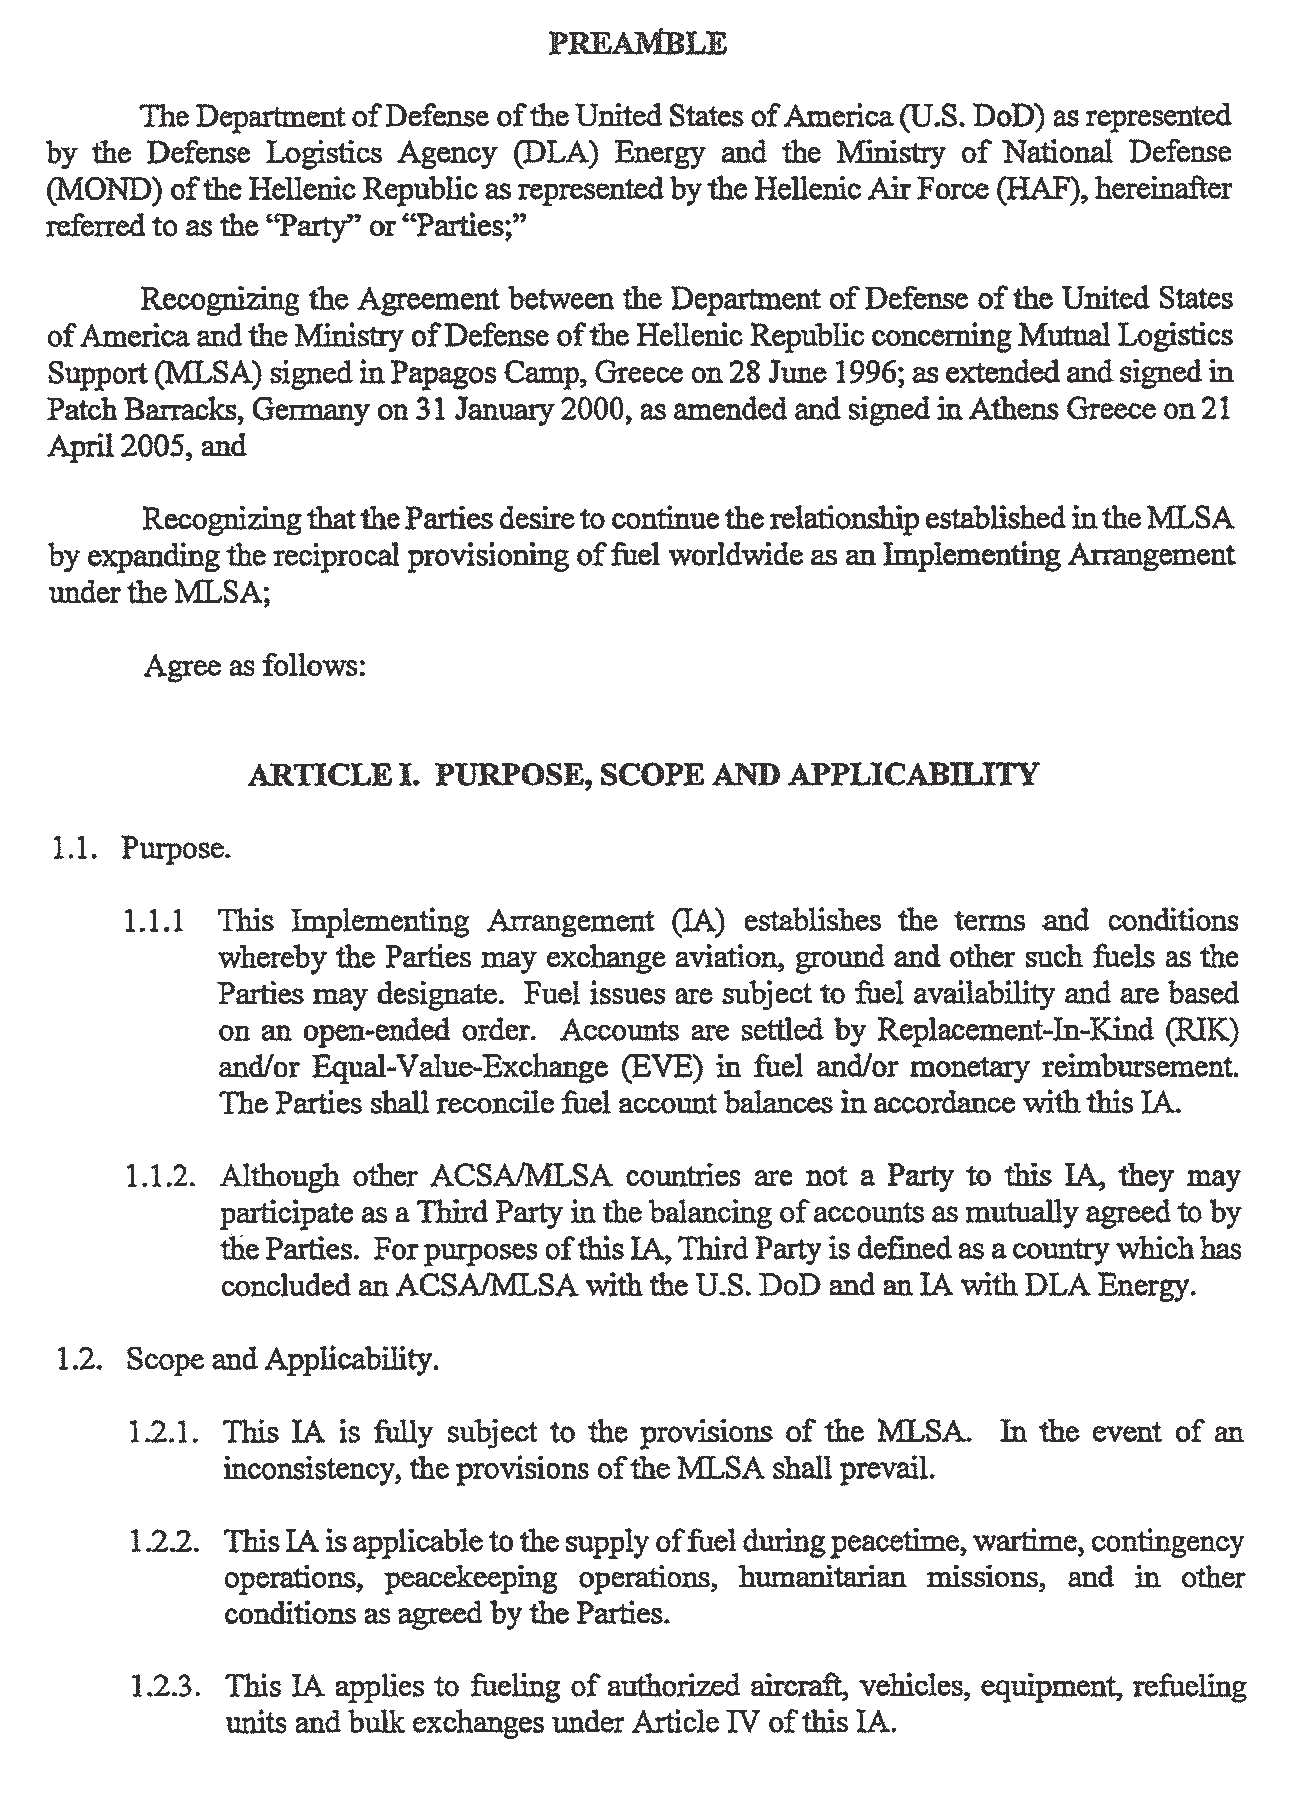 PREAMBLE
The Department of Defense of the United States of America (U.S. DoD) as represented
by the Defense Logistics Agency (DLA) Energy and the Ministry of National Defense
(MOND) of the Hellenic Republic as represented by the Hellenic Air Force (HAF), hereinafter
referred to as the “Party” or “Parties;”
Recognizing the Agreement between the Department of Defense of the United States
of America and the Ministry of Defense of the Hellenic Republic concerning Mutual Logistics
Support (MLSA) signed in Papagos Camp, Greece on 28 June 1996; as extended and signed in
Patch Barracks, Germany on 31 January 2000, as amended and signed in Athens Greece on 21
April 2005, and
Recognizing that the Parties desire to continue the relationship established in the MLSA
by expanding the reciprocal provisioning of fuel worldwide as an Implementing Arrangement
under the MLSA;
Agree as follows:
ARTICLE I. PURPOSE, SCOPE AND APPLICABILITY
1.1. Purpose.
1.1.1 This Implementing Arrangement (IA) establishes the terms and conditions
whereby the Parties may exchange aviation, ground and other such fuels as the
Parties may designate. Fuel issues are subject to fuel availability and are based
on an open-ended order. Accounts are settled by Replacement-In-Kind (RIK)
and/or Equal-Value-Exchange (EVE) in fuel and/or monetary reimbursement.
The Parties shall reconcile fuel account balances in accordance with this IA.
1.1.2. Although other ACSA/MLSA countries are not a Party to this IA, they may
participate as a Third Party in the balancing of accounts as mutually agreed to by
the Parties. For purposes of this IA, Third Party is defined as a country which has
concluded an ACSA/MLSA with the U.S. DoD and an IA with DLA Energy.
1.2. Scope and Applicability.
1.2.1. This IA is fully subject to the provisions of the MLSA. In the event of an
inconsistency, the provisions of the MLSA shall prevail.
1.2.2. This IA is applicable to the supply of fuel during peacetime, wartime, contingency
operations, peacekeeping operations, humanitarian missions, and in other
conditions as agreed by the Parties.
1.2.3. This IA applies to fueling of authorized aircraft, vehicles, equipment, refueling
units and bulk exchanges under Article IV of this IA.